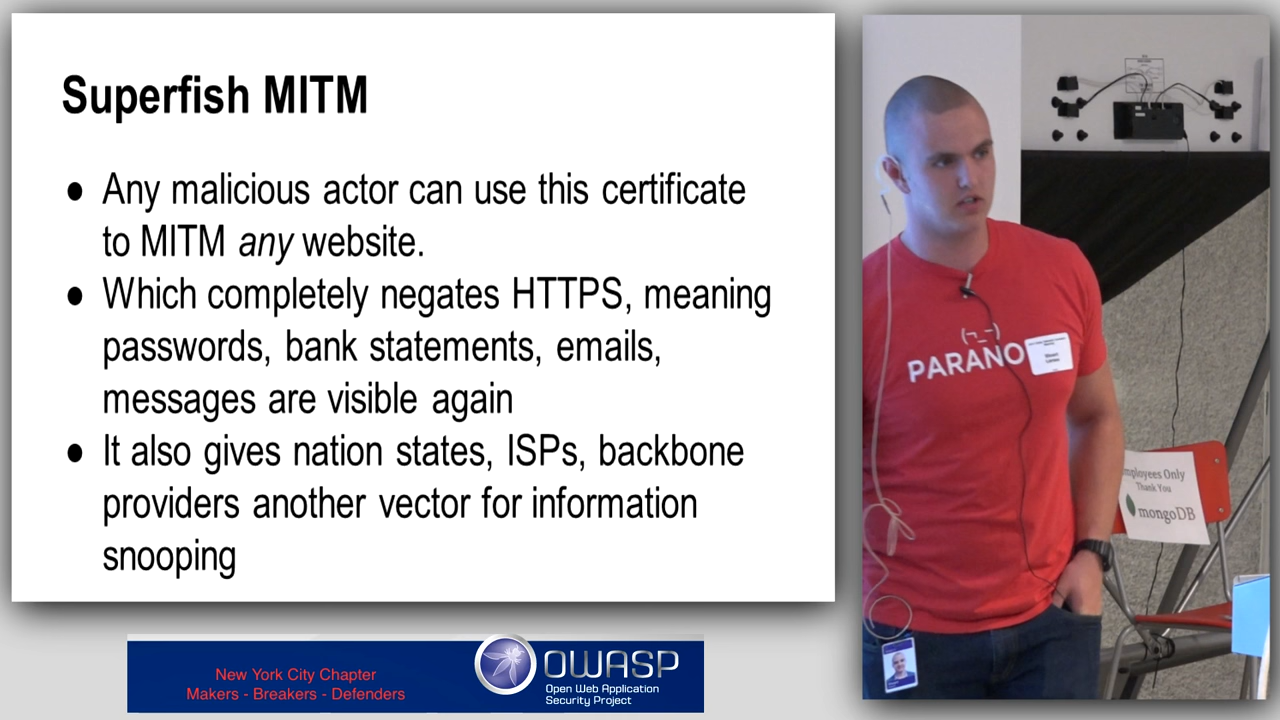 Superfish MITM
● Any malicious actor can use this certificate
to MITM any website.
● Which completely negates HTTPS, meaning
passwords, bank statements, emails,
messages are visible again
● It also gives nation states, ISPs, backbone
providers another vector for information
snooping
New York City Chapter
Makers - Breakers - Defenders
OWASP
Open Web Application
Security Project
(¬_¬)
PARANO
mployees Only
Thank You
mongoDB